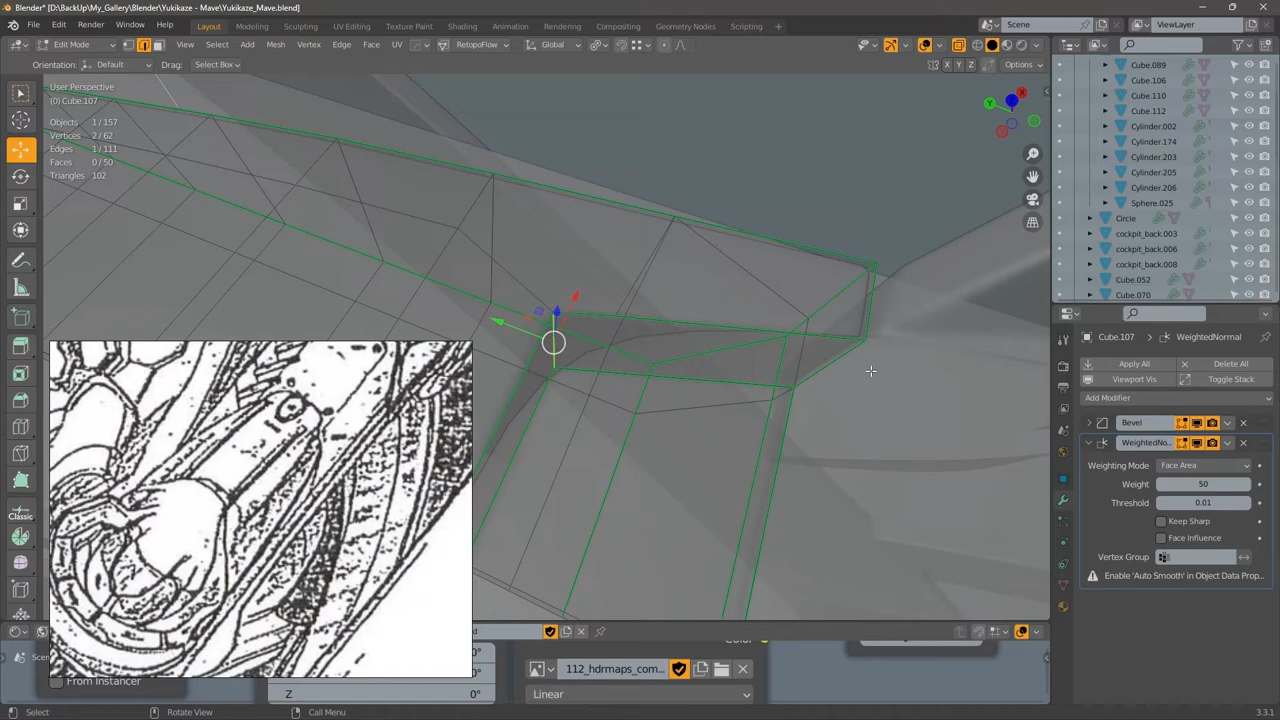 Blender* [D:\BackUp\My_Gallery\Blender\Yukikaze - Mave\Yukikaze_Mave.blend]
File Edit Render Window Help
Layout Modeling Sculpting UV Editing Texture Paint Shading Animation Rendering Compositing Geometry Nodes Scripting
Scene ViewLayer
Edit Mode View Select Add Mesh Vertex Edge Face UV RetopoFlow Global
Orientation: Default Drag: Select Box
X Y Z Options
User Perspective
(0) Cube.107
Objects 1/157
Vertices 2/62
Edges 1/111
Faces 0/50
Triangles 102
Classic
X
Y
Z
Cube.089
Cube.106
Cube.110
Cube.112
Cylinder.002
Cylinder.174
Cylinder.203
Cylinder.205
Cylinder.206
Sphere.025
Circle
cockpit_back.003
cockpit_back.006
cockpit_back.008
Cube.052
Cube.070
Cube.107 WeightedNormal
Apply All Delete All
Viewport Vis Toggle Stack
Add Modifier
Bevel
WeightedNo...
Weighting Mode Face Area
Weight 50
Threshold 0.01
Keep Sharp
Face Influence
Vertex Group
Enable 'Auto Smooth' in Object Data Prop...
From Instancer
0°
Z 0°
Color
112_hdrmaps_com...
Linear
Select Rotate View Call Menu
3.3.1